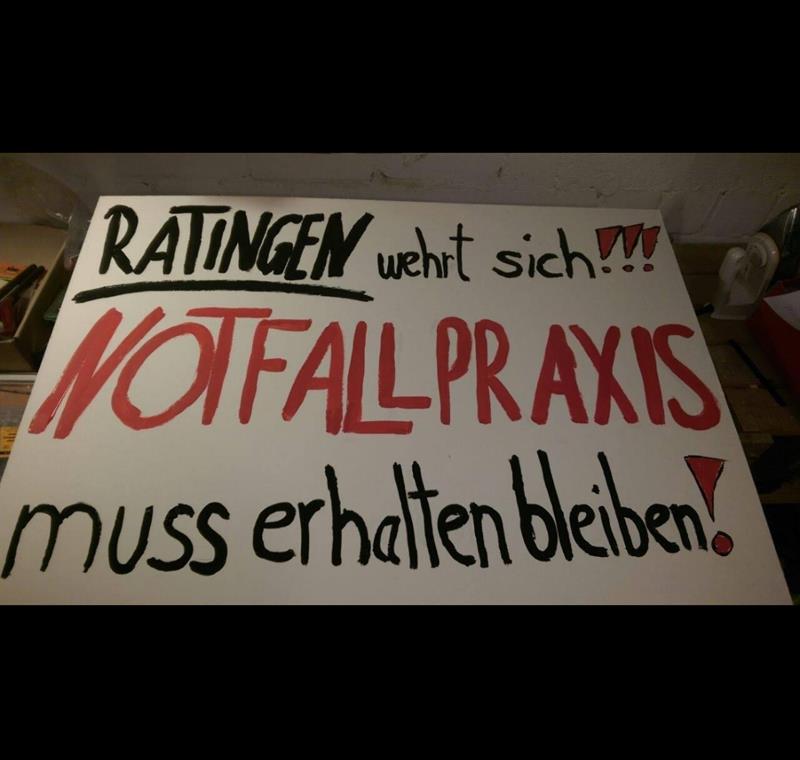 RATINGEN wehrt sich!!!
NOTFALLPRAXIS
muss erhalten bleiben!